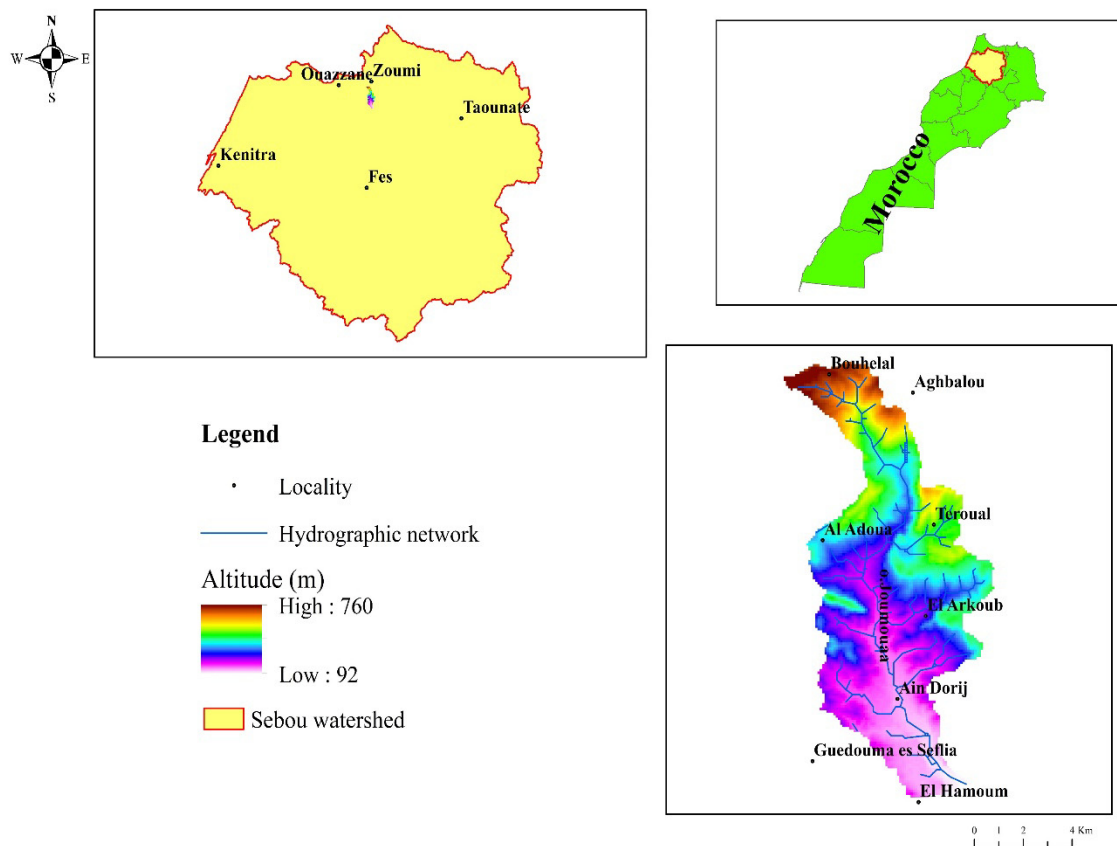 N
W E
S
Ouazzane Zoumi
Taounate
Kenitra
Fes
Morocco
Legend
Locality
Hydrographic network
Altitude (m)
High : 760
Low : 92
Sebou watershed
Bouhelal
Aghbalou
Teroual
Al Adoua
o.Joumouaa
El Arkoub
Ain Dorij
Guedouma es Seflia
El Hamoum
0 1 2 4 Km